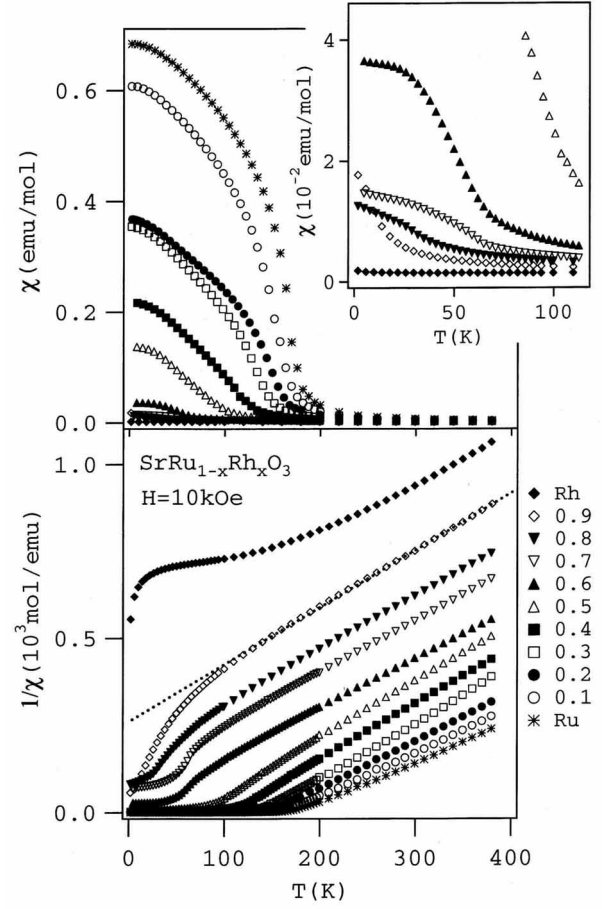 4
2
0
χ(10⁻²emu/mol)
0 50 100
T(K)
0.6
0.4
0.2
0.0
χ(emu/mol)
SrRu₁₋ₓRhₓO₃
H=10kOe
1.0
0.5
0.0
1/χ(10³mol/emu)
0 100 200 300 400
T(K)
Rh
0.9
0.8
0.7
0.6
0.5
0.4
0.3
0.2
0.1
Ru